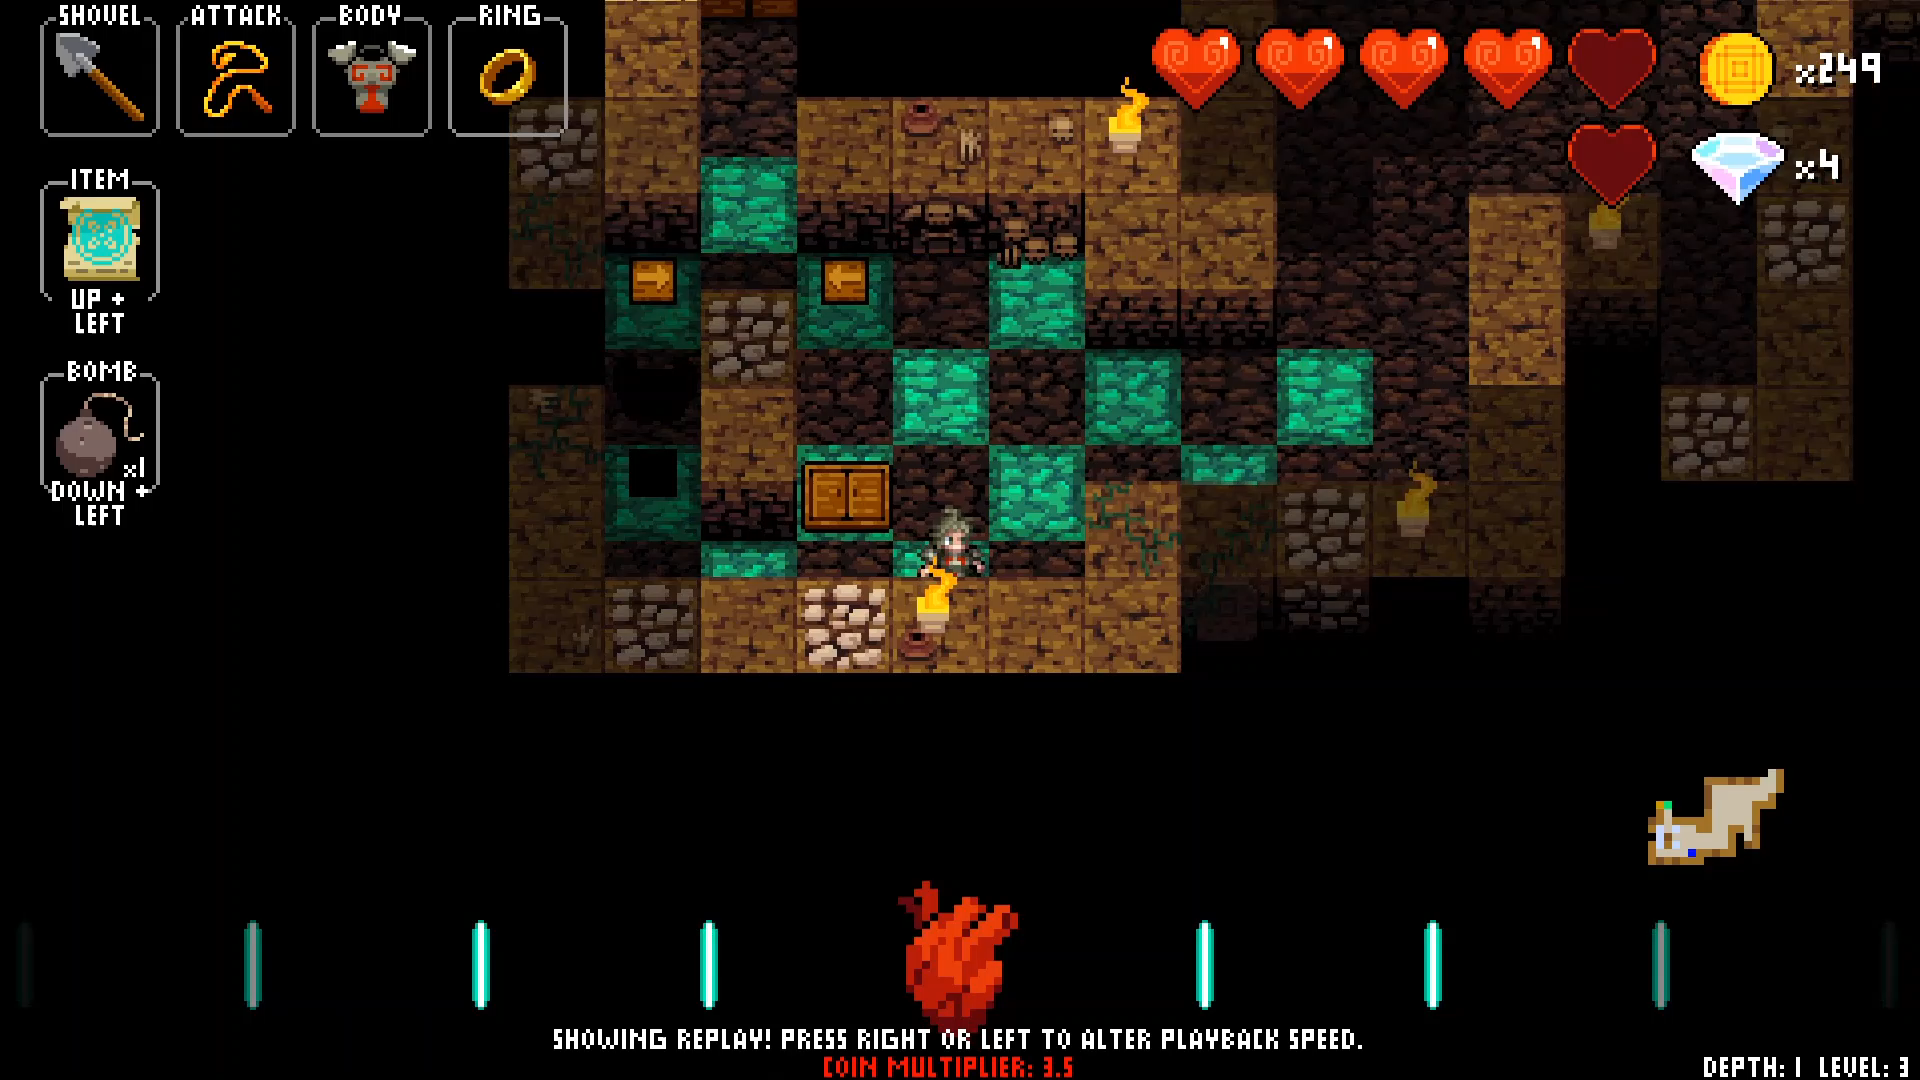 SHOVEL ATTACK BODY RING
x249
ITEM
x4
UP +
LEFT
BOMB
x1
DOWN +
LEFT
SHOWING REPLAY! PRESS RIGHT OR LEFT TO ALTER PLAYBACK SPEED.
COIN MULTIPLIER: 3.5
DEPTH: 1 LEVEL: 3